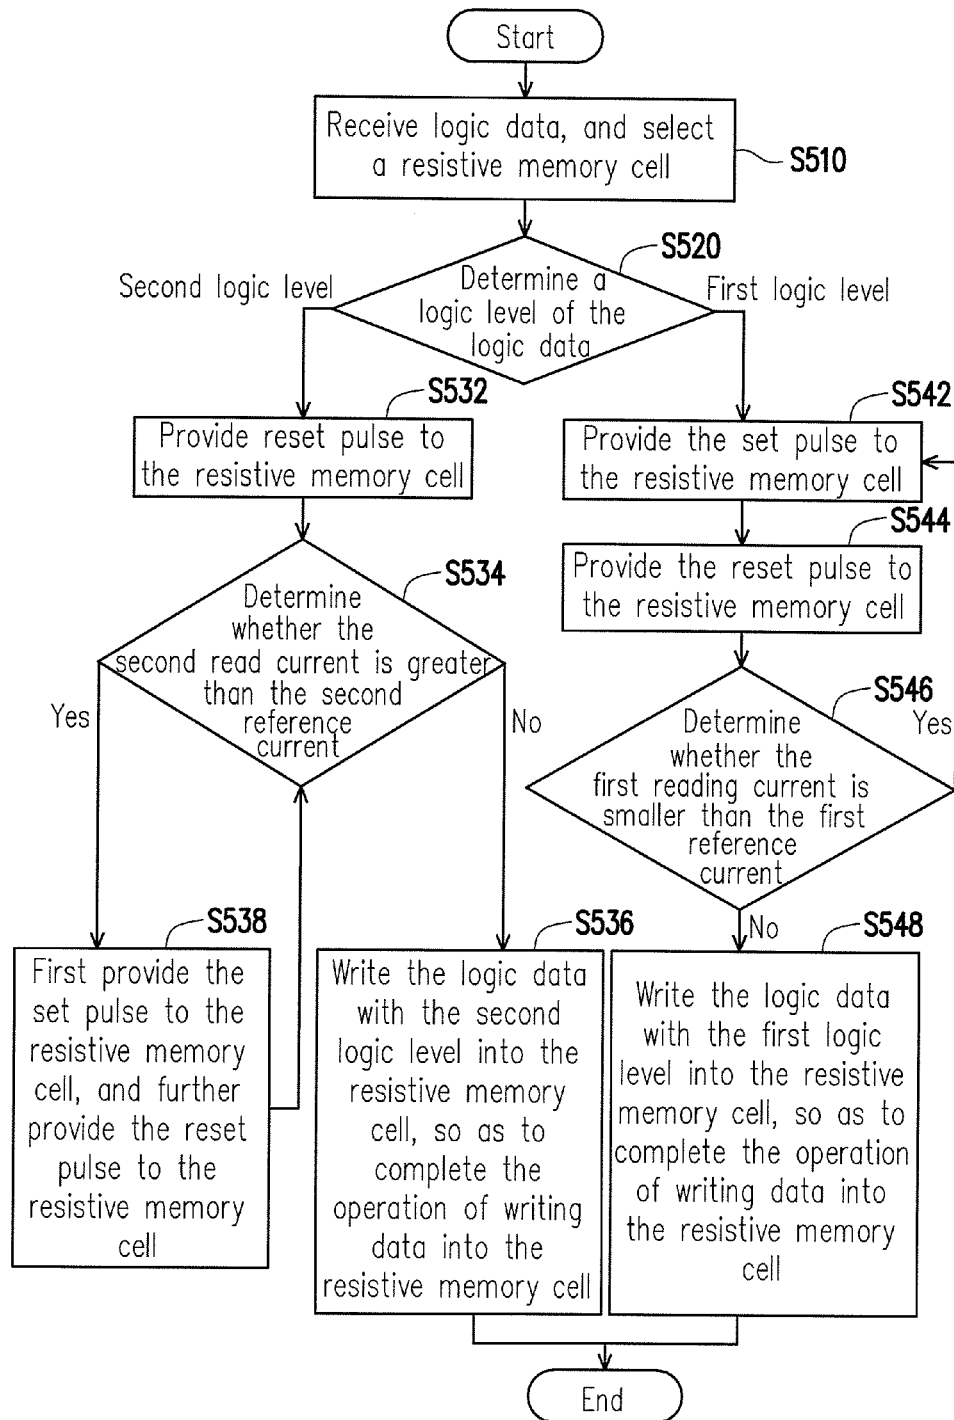 Start
Receive logic data, and select
a resistive memory cell
S510
S520
Determine a
logic level of the
logic data
Second logic level
First logic level
S532
Provide reset pulse to
the resistive memory cell
S542
Provide the set pulse to
the resistive memory cell
S544
Provide the reset pulse to
the resistive memory cell
S534
Determine
whether the
second read current is greater
than the second
reference
current
Yes
No
S546
Determine
whether the
first reading current is
smaller than the first
reference
current
Yes
No
S538
First provide the
set pulse to the
resistive memory
cell, and further
provide the reset
pulse to the
resistive memory
cell
S536
Write the logic data
with the second
logic level into the
resistive memory
cell, so as to
complete the
operation of writing
data into the
resistive memory cell
S548
Write the logic data
with the first logic
level into the resistive
memory cell, so as to
complete the operation
of writing data into
the resistive memory
cell
End